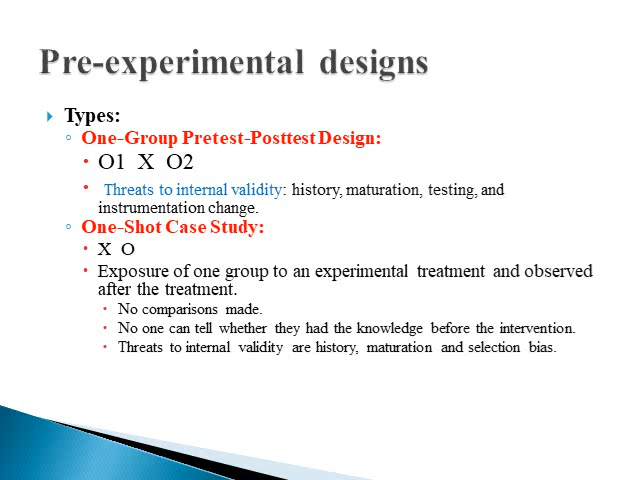 Pre-experimental designs
Types:
One-Group Pretest-Posttest Design:
O1 X O2
Threats to internal validity: history, maturation, testing, and
instrumentation change.
One-Shot Case Study:
X O
Exposure of one group to an experimental treatment and observed
after the treatment.
No comparisons made.
No one can tell whether they had the knowledge before the intervention.
Threats to internal validity are history, maturation and selection bias.